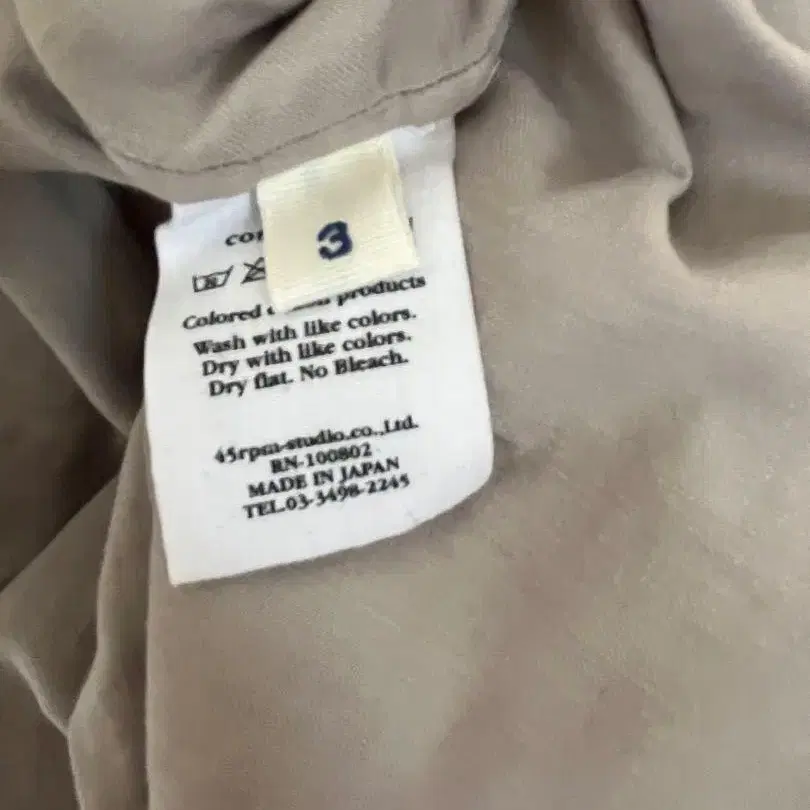 3
Colored products
Wash with like colors.
Dry with like colors.
Dry flat. No Bleach.
45rpm-studio.co.,Ltd.
RN-100802
MADE IN JAPAN
TEL.03-3498-2245